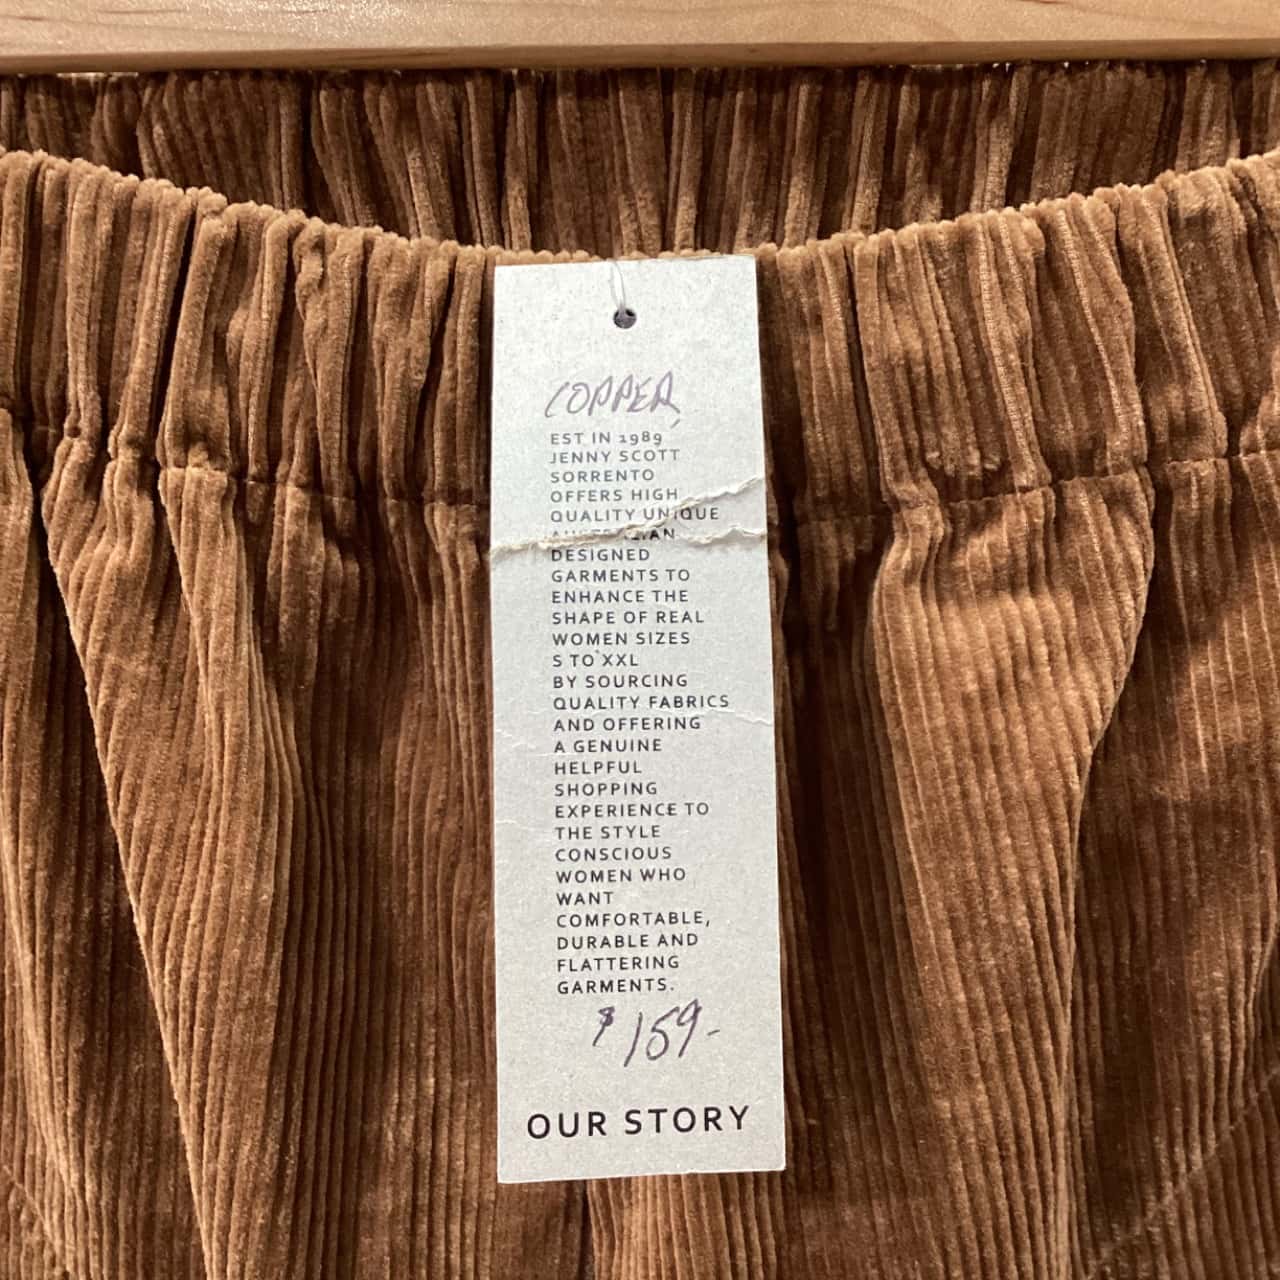 COPPER
EST IN 1989
JENNY SCOTT
SORRENTO
OFFERS HIGH
QUALITY UNIQUE
AUSTRALIAN
DESIGNED
GARMENTS TO
ENHANCE THE
SHAPE OF REAL
WOMEN SIZES
S TO XXL
BY SOURCING
QUALITY FABRICS
AND OFFERING
A GENUINE
HELPFUL
SHOPPING
EXPERIENCE TO
THE STYLE
CONSCIOUS
WOMEN WHO
WANT
COMFORTABLE,
DURABLE AND
FLATTERING
GARMENTS.
$159-
OUR STORY